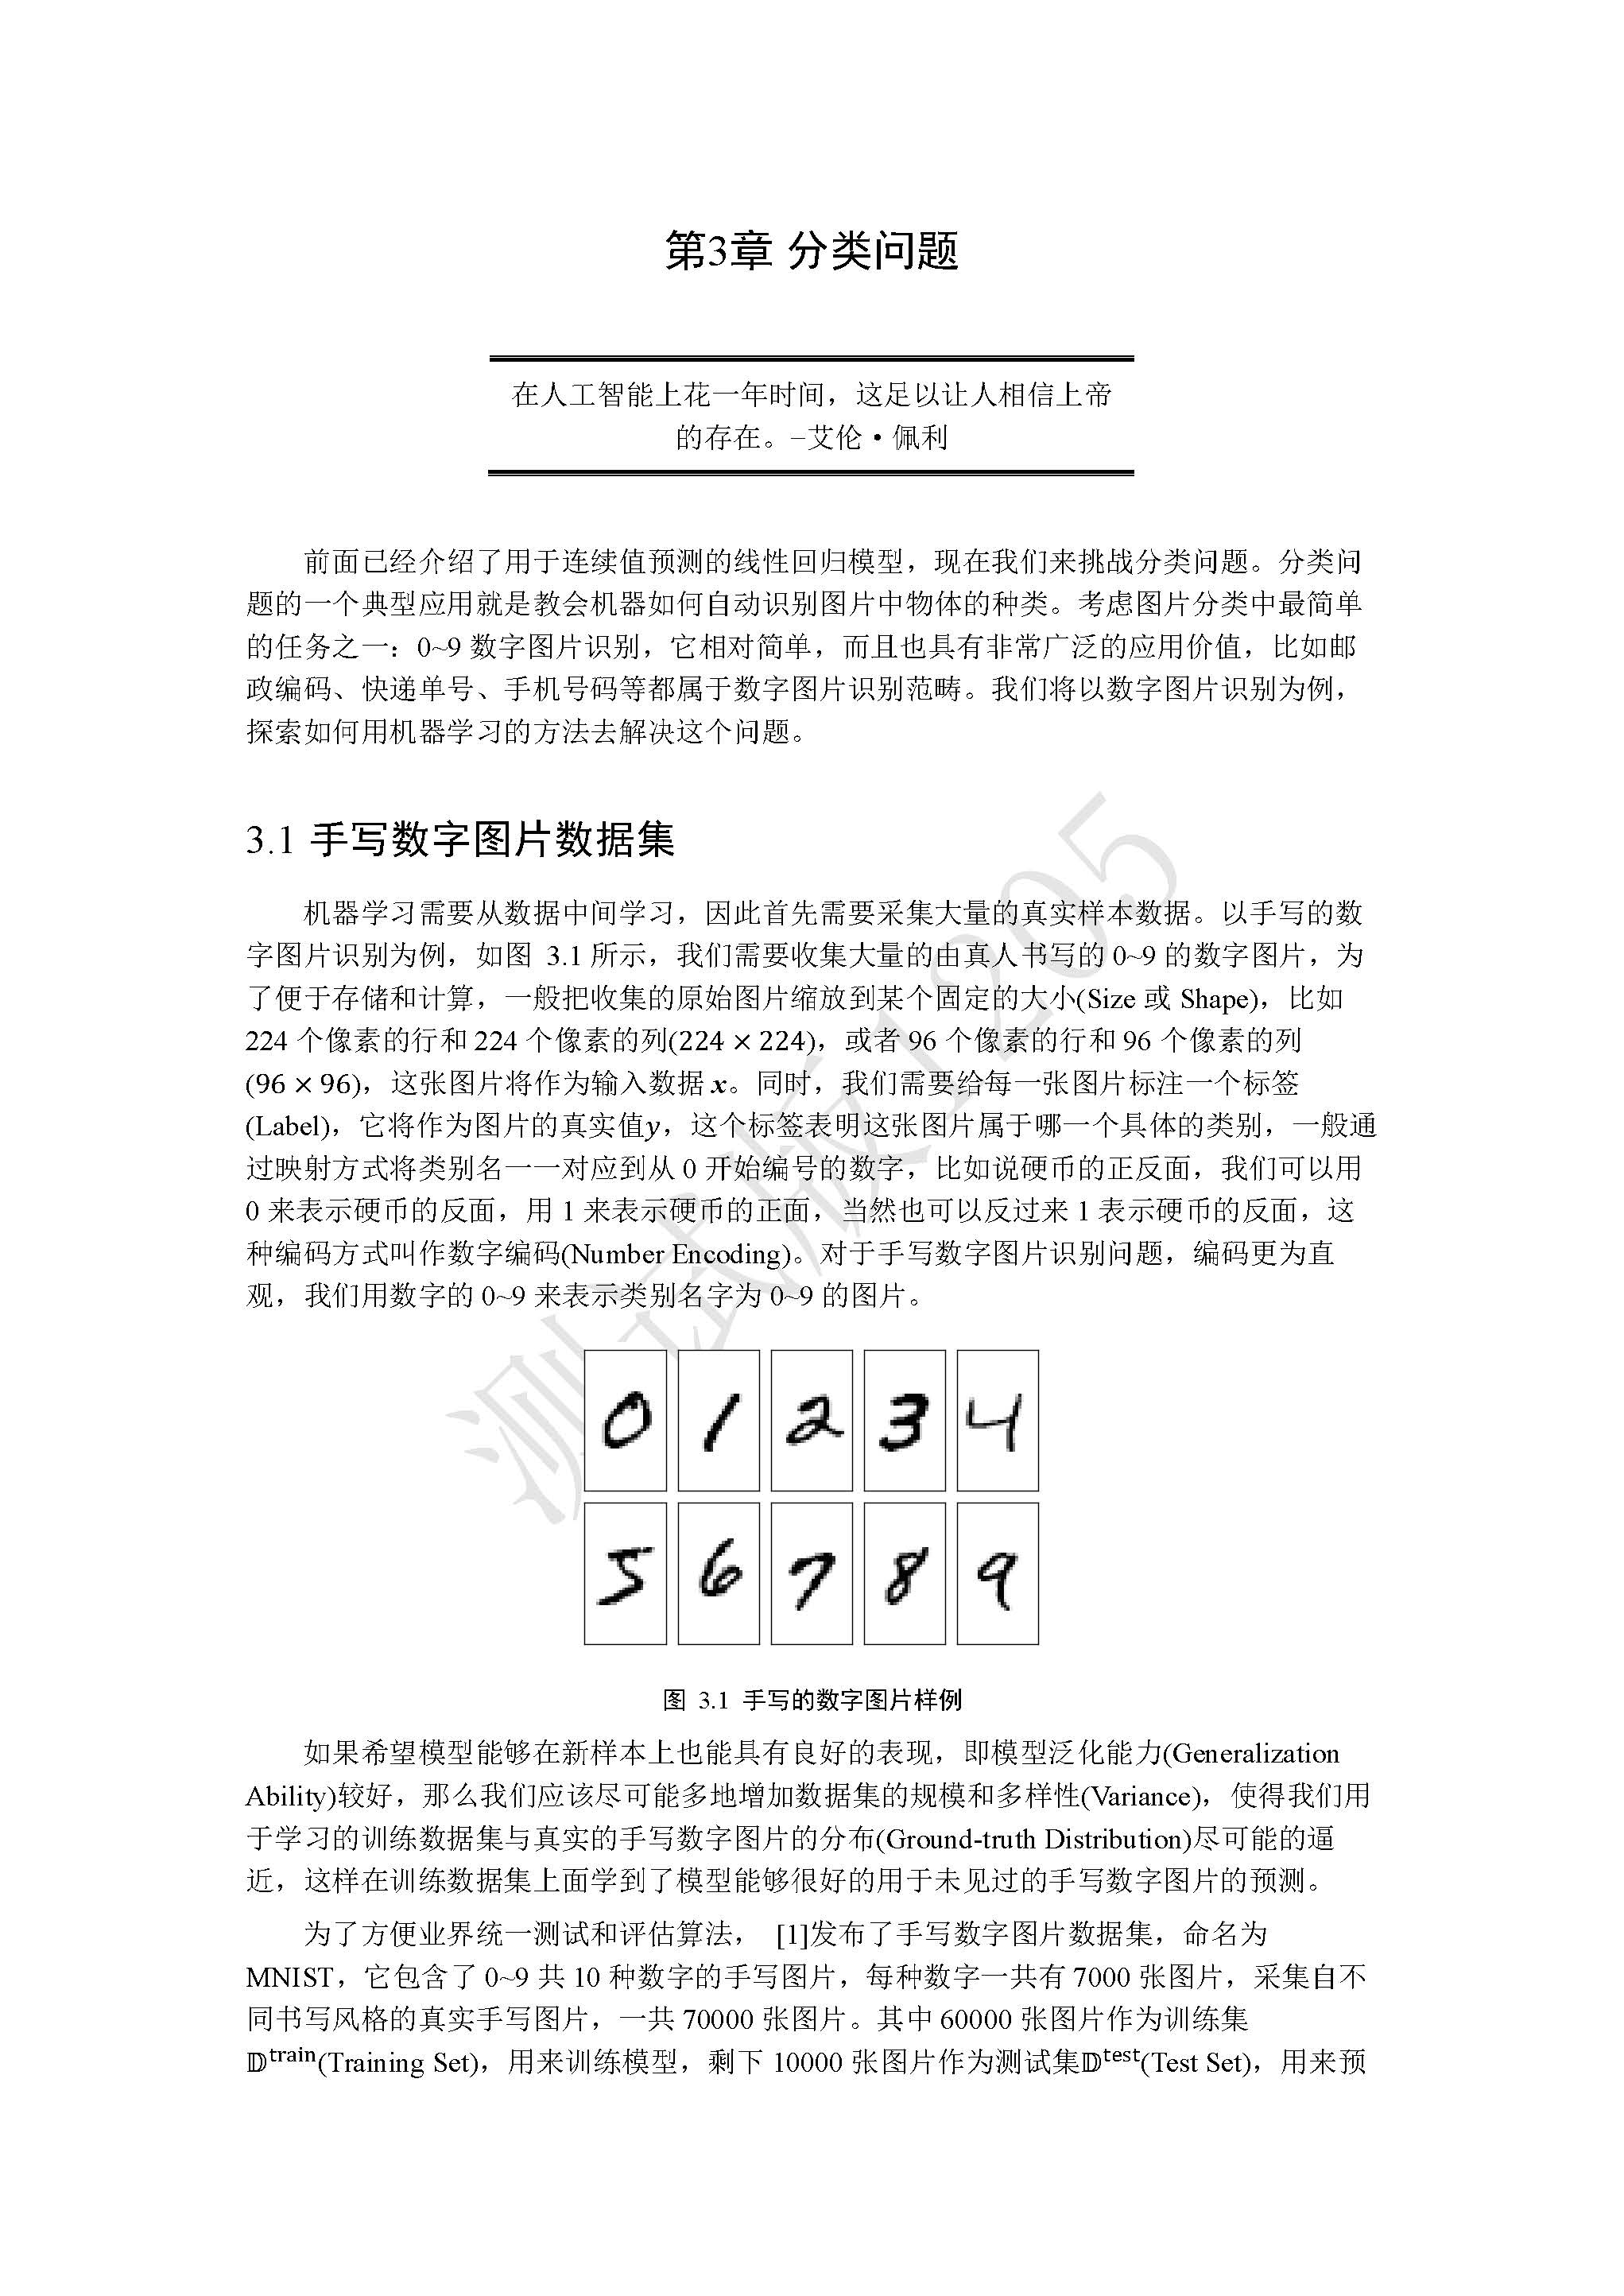 第3章 分类问题
在人工智能上花一年时间，这足以让人相信上帝
的存在。–艾伦·佩利
前面已经介绍了用于连续值预测的线性回归模型，现在我们来挑战分类问题。分类问
题的一个典型应用就是教会机器如何自动识别图片中物体的种类。考虑图片分类中最简单
的任务之一：0~9 数字图片识别，它相对简单，而且也具有非常广泛的应用价值，比如邮
政编码、快递单号、手机号码等都属于数字图片识别范畴。我们将以数字图片识别为例，
探索如何用机器学习的方法去解决这个问题。
3.1 手写数字图片数据集
机器学习需要从数据中间学习，因此首先需要采集大量的真实样本数据。以手写的数
字图片识别为例，如图 3.1 所示，我们需要收集大量的由真人书写的 0~9 的数字图片，为
了便于存储和计算，一般把收集的原始图片缩放到某个固定的大小(Size 或 Shape)，比如
224 个像素的行和 224 个像素的列(224 × 224)，或者 96 个像素的行和 96 个像素的列
(96 × 96)，这张图片将作为输入数据 x。同时，我们需要给每一张图片标注一个标签
(Label)，它将作为图片的真实值y，这个标签表明这张图片属于哪一个具体的类别，一般通
过映射方式将类别名一一对应到从 0 开始编号的数字，比如说硬币的正反面，我们可以用
0 来表示硬币的反面，用 1 来表示硬币的正面，当然也可以反过来 1 表示硬币的反面，这
种编码方式叫作数字编码(Number Encoding)。对于手写数字图片识别问题，编码更为直
观，我们用数字的 0~9 来表示类别名字为 0~9 的图片。
测试版1205
0 1 2 3 4
5 6 7 8 9
图 3.1 手写的数字图片样例
如果希望模型能够在新样本上也能具有良好的表现，即模型泛化能力(Generalization
Ability)较好，那么我们应该尽可能多地增加数据集的规模和多样性(Variance)，使得我们用
于学习的训练数据集与真实的手写数字图片的分布(Ground-truth Distribution)尽可能的逼
近，这样在训练数据集上面学到了模型能够很好的用于未见过的手写数字图片的预测。
为了方便业界统一测试和评估算法， [1]发布了手写数字图片数据集，命名为
MNIST，它包含了 0~9 共 10 种数字的手写图片，每种数字一共有 7000 张图片，采集自不
同书写风格的真实手写图片，一共 70000 张图片。其中 60000 张图片作为训练集
𝔻train(Training Set)，用来训练模型，剩下 10000 张图片作为测试集𝔻test(Test Set)，用来预